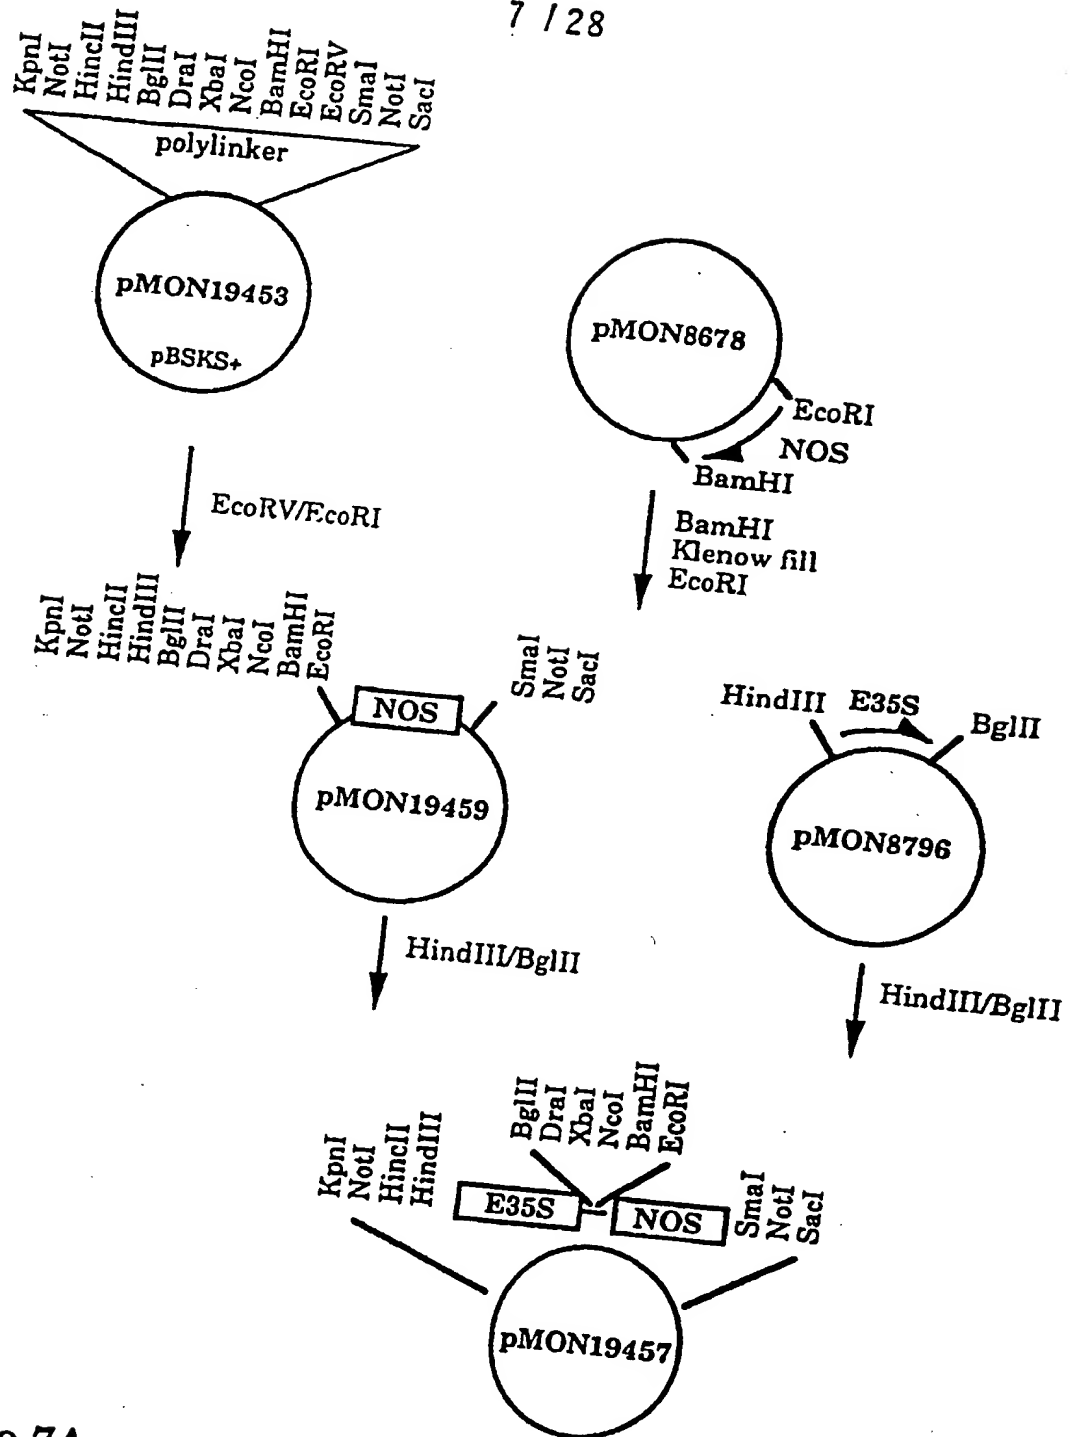 7 / 28
KpnI
NotI
HincII
HindIII
BglII
DraI
XbaI
NcoI
BamHI
EcoRI
EcoRV
SmaI
NotI
SacI
polylinker
pMON19453
pBSKS+
pMON8678
EcoRI
NOS
BamHI
EcoRV/EcoRI
BamHI
Klenow fill
EcoRI
KpnI
NotI
HincII
HindIII
BglII
DraI
XbaI
NcoI
BamHI
EcoRI
NOS
SmaI
NotI
SacI
pMON19459
HindIII
E35S
BglII
pMON8796
HindIII/BglII
HindIII/BglII
KpnI
NotI
HincII
HindIII
BglII
DraI
XbaI
NcoI
BamHI
EcoRI
E35S
NOS
SmaI
NotI
SacI
pMON19457